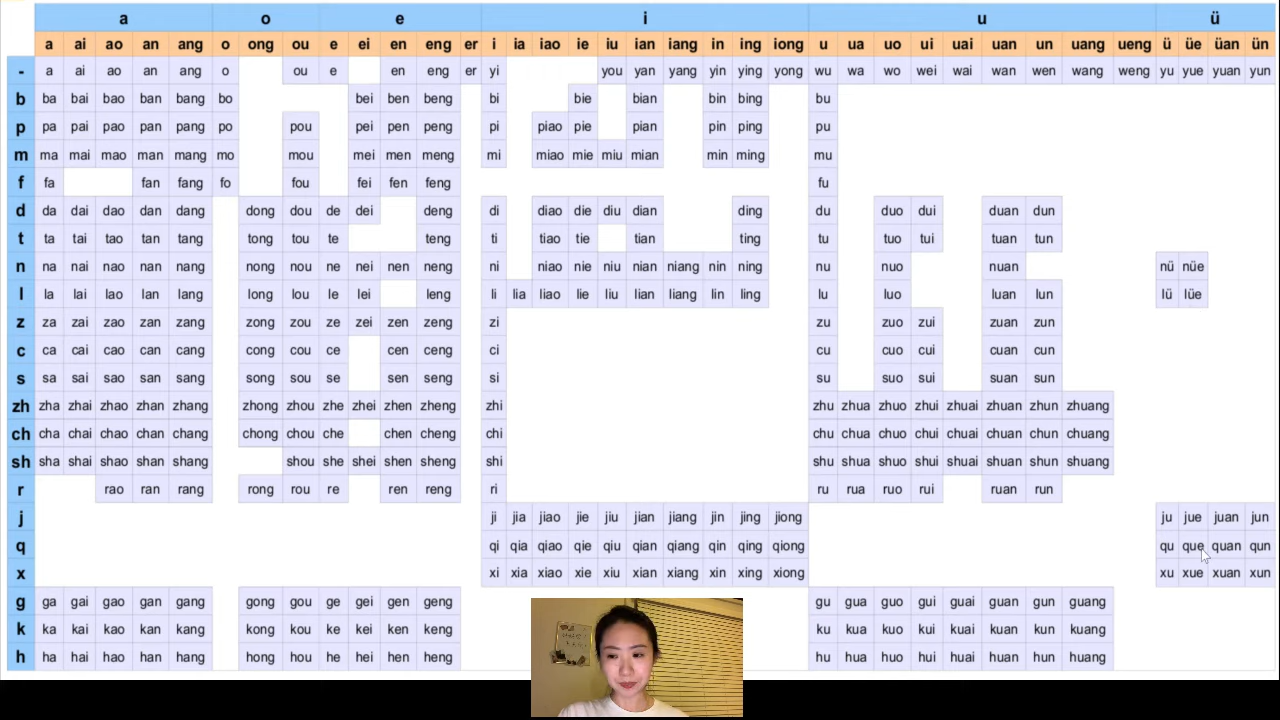 a o e i u ü
a ai ao an ang o ong ou e ei en eng er i ia iao ie iu ian iang in ing iong u ua uo ui uai uan un uang ueng ü üe üan ün
- a ai ao an ang o ou e en eng er yi you yan yang yin ying yong wu wa wo wei wai wan wen wang weng yu yue yuan yun
b ba bai bao ban bang bo bei ben beng bi bie bian bin bing bu
p pa pai pao pan pang po pou pei pen peng pi piao pie pian pin ping pu
m ma mai mao man mang mo mou mei men meng mi miao mie miu mian min ming mu
f fa fan fang fo fou fei fen feng fu
d da dai dao dan dang dong dou de dei deng di diao die diu dian ding du duo dui duan dun
t ta tai tao tan tang tong tou te teng ti tiao tie tian ting tu tuo tui tuan tun
n na nai nao nan nang nong nou ne nei nen neng ni niao nie niu nian niang nin ning nu nuo nuan nü nüe
l la lai lao lan lang long lou le lei leng li lia liao lie liu lian liang lin ling lu luo luan lun lü lüe
z za zai zao zan zang zong zou ze zei zen zeng zi zu zuo zui zuan zun
c ca cai cao can cang cong cou ce cen ceng ci cu cuo cui cuan cun
s sa sai sao san sang song sou se sen seng si su suo sui suan sun
zh zha zhai zhao zhan zhang zhong zhou zhe zhei zhen zheng zhi zhu zhua zhuo zhui zhuai zhuan zhun zhuang
ch cha chai chao chan chang chong chou che chen cheng chi chu chua chuo chui chuai chuan chun chuang
sh sha shai shao shan shang shou she shei shen sheng shi shu shua shuo shui shuai shuan shun shuang
r rao ran rang rong rou re ren reng ri ru rua ruo rui ruan run
j ji jia jiao jie jiu jian jiang jin jing jiong ju jue juan jun
q qi qia qiao qie qiu qian qiang qin qing qiong qu que quan qun
x xi xia xiao xie xiu xian xiang xin xing xiong xu xue xuan xun
g ga gai gao gan gang gong gou ge gei gen geng gu gua guo gui guai guan gun guang
k ka kai kao kan kang kong kou ke kei ken keng ku kua kuo kui kuai kuan kun kuang
h ha hai hao han hang hong hou he hei hen heng hu hua huo hui huai huan hun huang